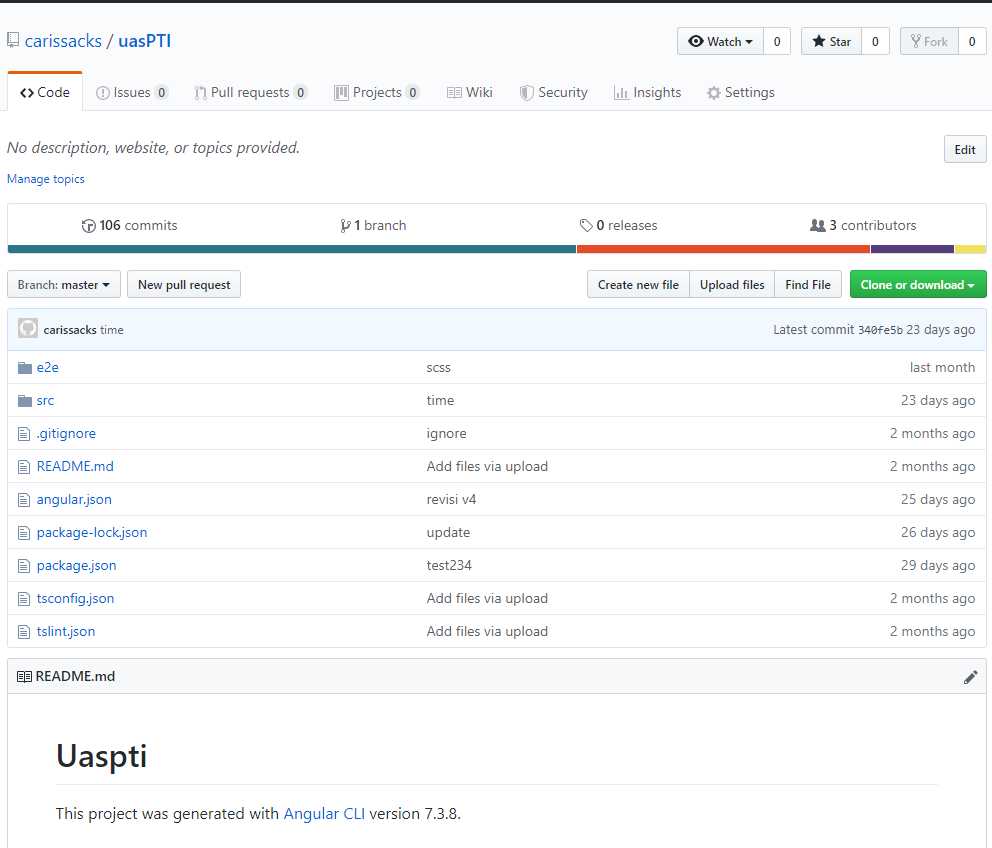 carissacks / uasPTI
Watch 0 Star 0 Fork 0
Code Issues 0 Pull requests 0 Projects 0 Wiki Security Insights Settings
No description, website, or topics provided.
Edit
Manage topics
106 commits 1 branch 0 releases 3 contributors
Branch: master New pull request Create new file Upload files Find File Clone or download
carissacks time Latest commit 340fe5b 23 days ago
e2e scss last month
src time 23 days ago
.gitignore ignore 2 months ago
README.md Add files via upload 2 months ago
angular.json revisi v4 25 days ago
package-lock.json update 26 days ago
package.json test234 29 days ago
tsconfig.json Add files via upload 2 months ago
tslint.json Add files via upload 2 months ago
README.md
Uaspti
This project was generated with Angular CLI version 7.3.8.